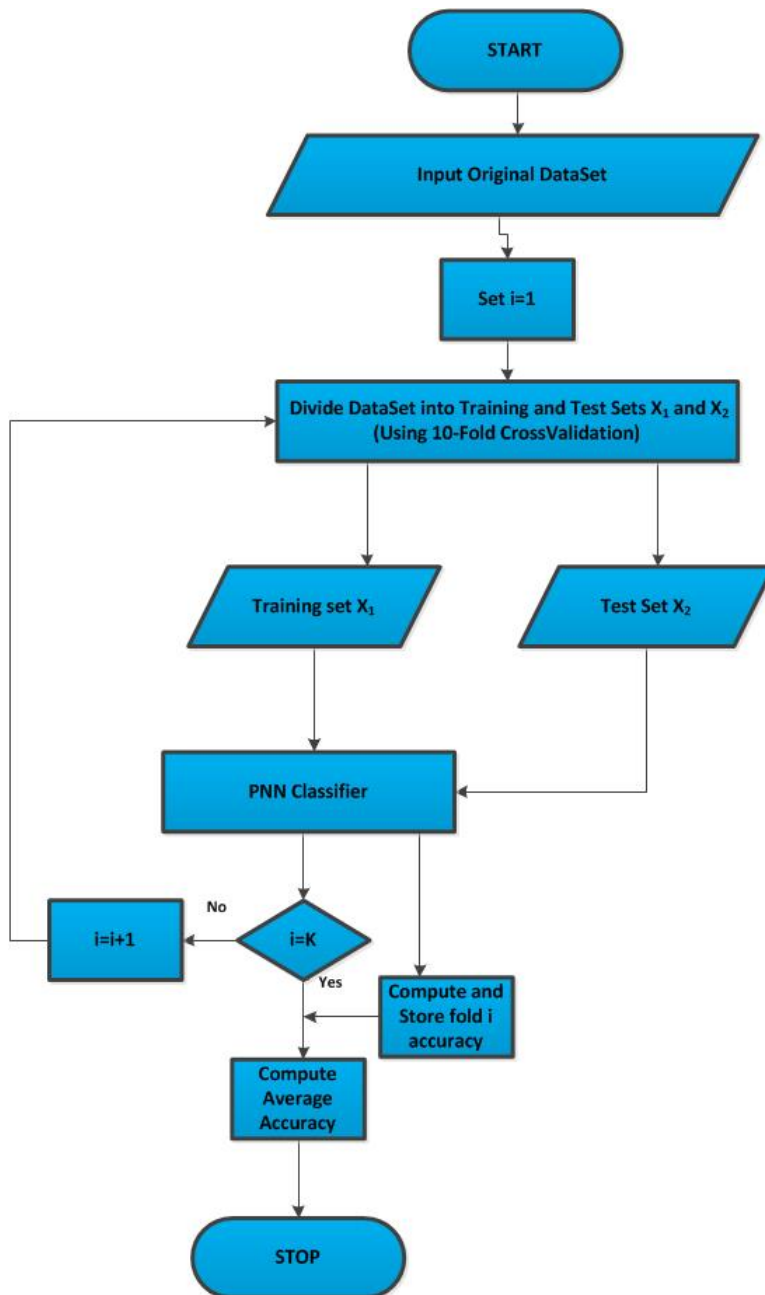 START
Input Original DataSet
Set i=1
Divide DataSet into Training and Test Sets X₁ and X₂
(Using 10-Fold CrossValidation)
Training set X₁
Test Set X₂
PNN Classifier
No
i=i+1
i=K
Yes
Compute and
Store fold i
accuracy
Compute
Average
Accuracy
STOP